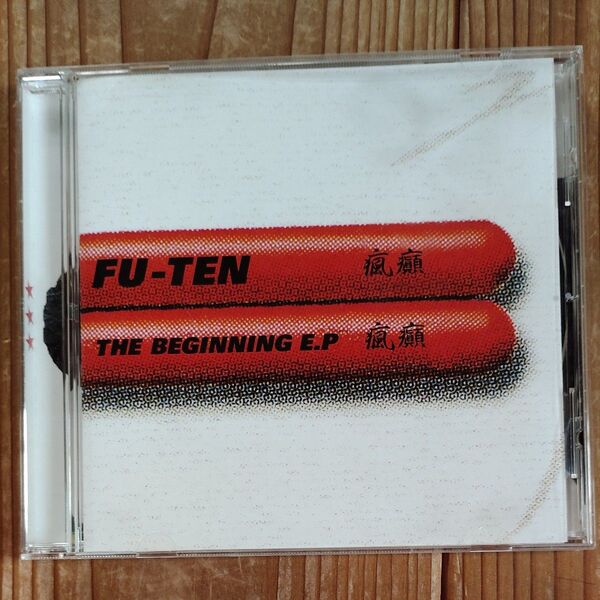 FU-TEN 瘋癲
THE BEGINNING E.P 瘋癲